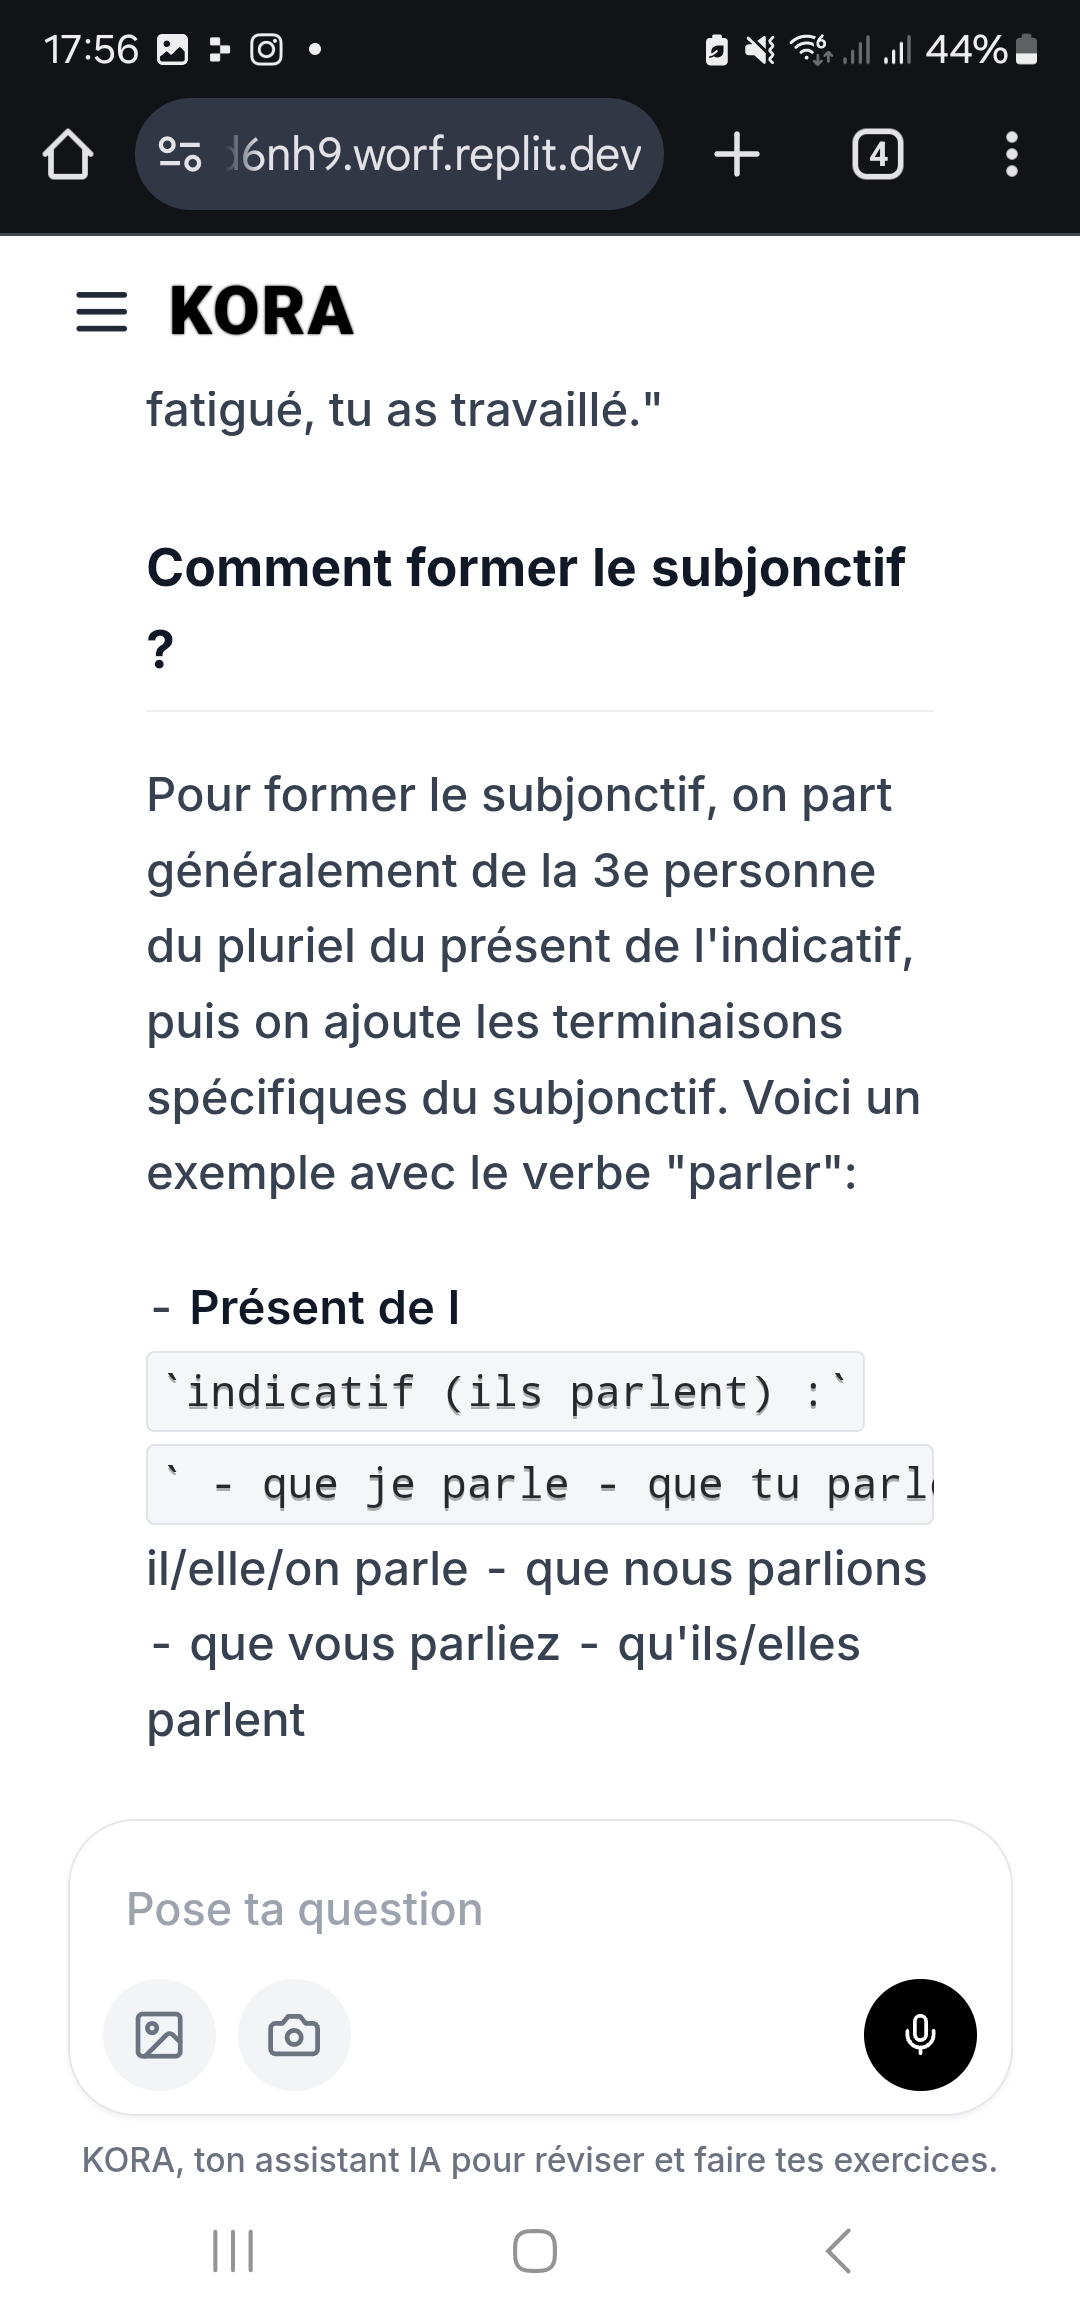 17:56
44%
d6nh9.worf.replit.dev
4
KORA
fatigué, tu as travaillé."
Comment former le subjonctif
?
Pour former le subjonctif, on part
généralement de la 3e personne
du pluriel du présent de l'indicatif,
puis on ajoute les terminaisons
spécifiques du subjonctif. Voici un
exemple avec le verbe "parler":
- Présent de l
`indicatif (ils parlent) :`
` - que je parle - que tu parle
il/elle/on parle - que nous parlions
- que vous parliez - qu'ils/elles
parlent
Pose ta question
KORA, ton assistant IA pour réviser et faire tes exercices.